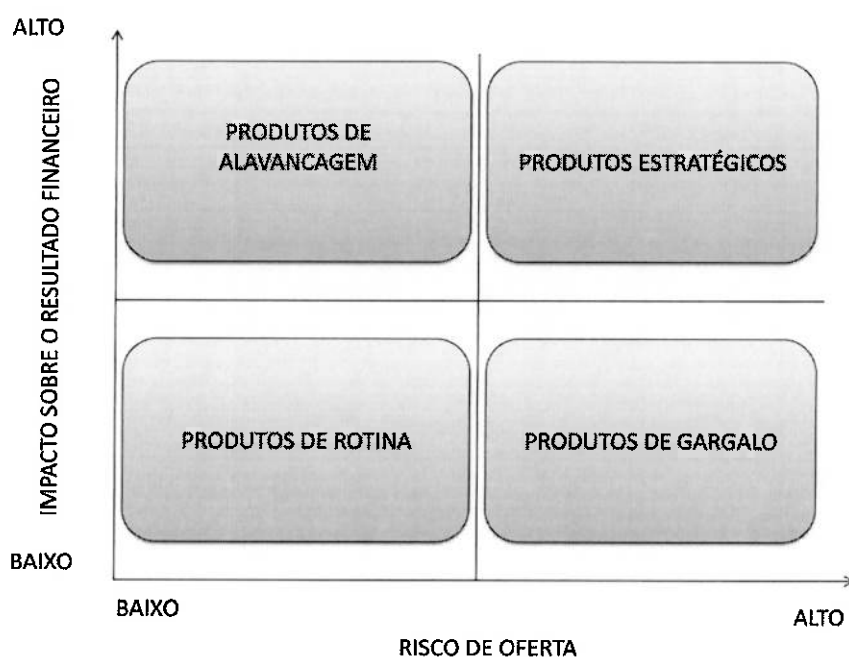 ALTO
IMPACTO SOBRE O RESULTADO FINANCEIRO
PRODUTOS DE
ALAVANCAGEM
PRODUTOS ESTRATÉGICOS
PRODUTOS DE ROTINA
PRODUTOS DE GARGALO
BAIXO
BAIXO
ALTO
RISCO DE OFERTA